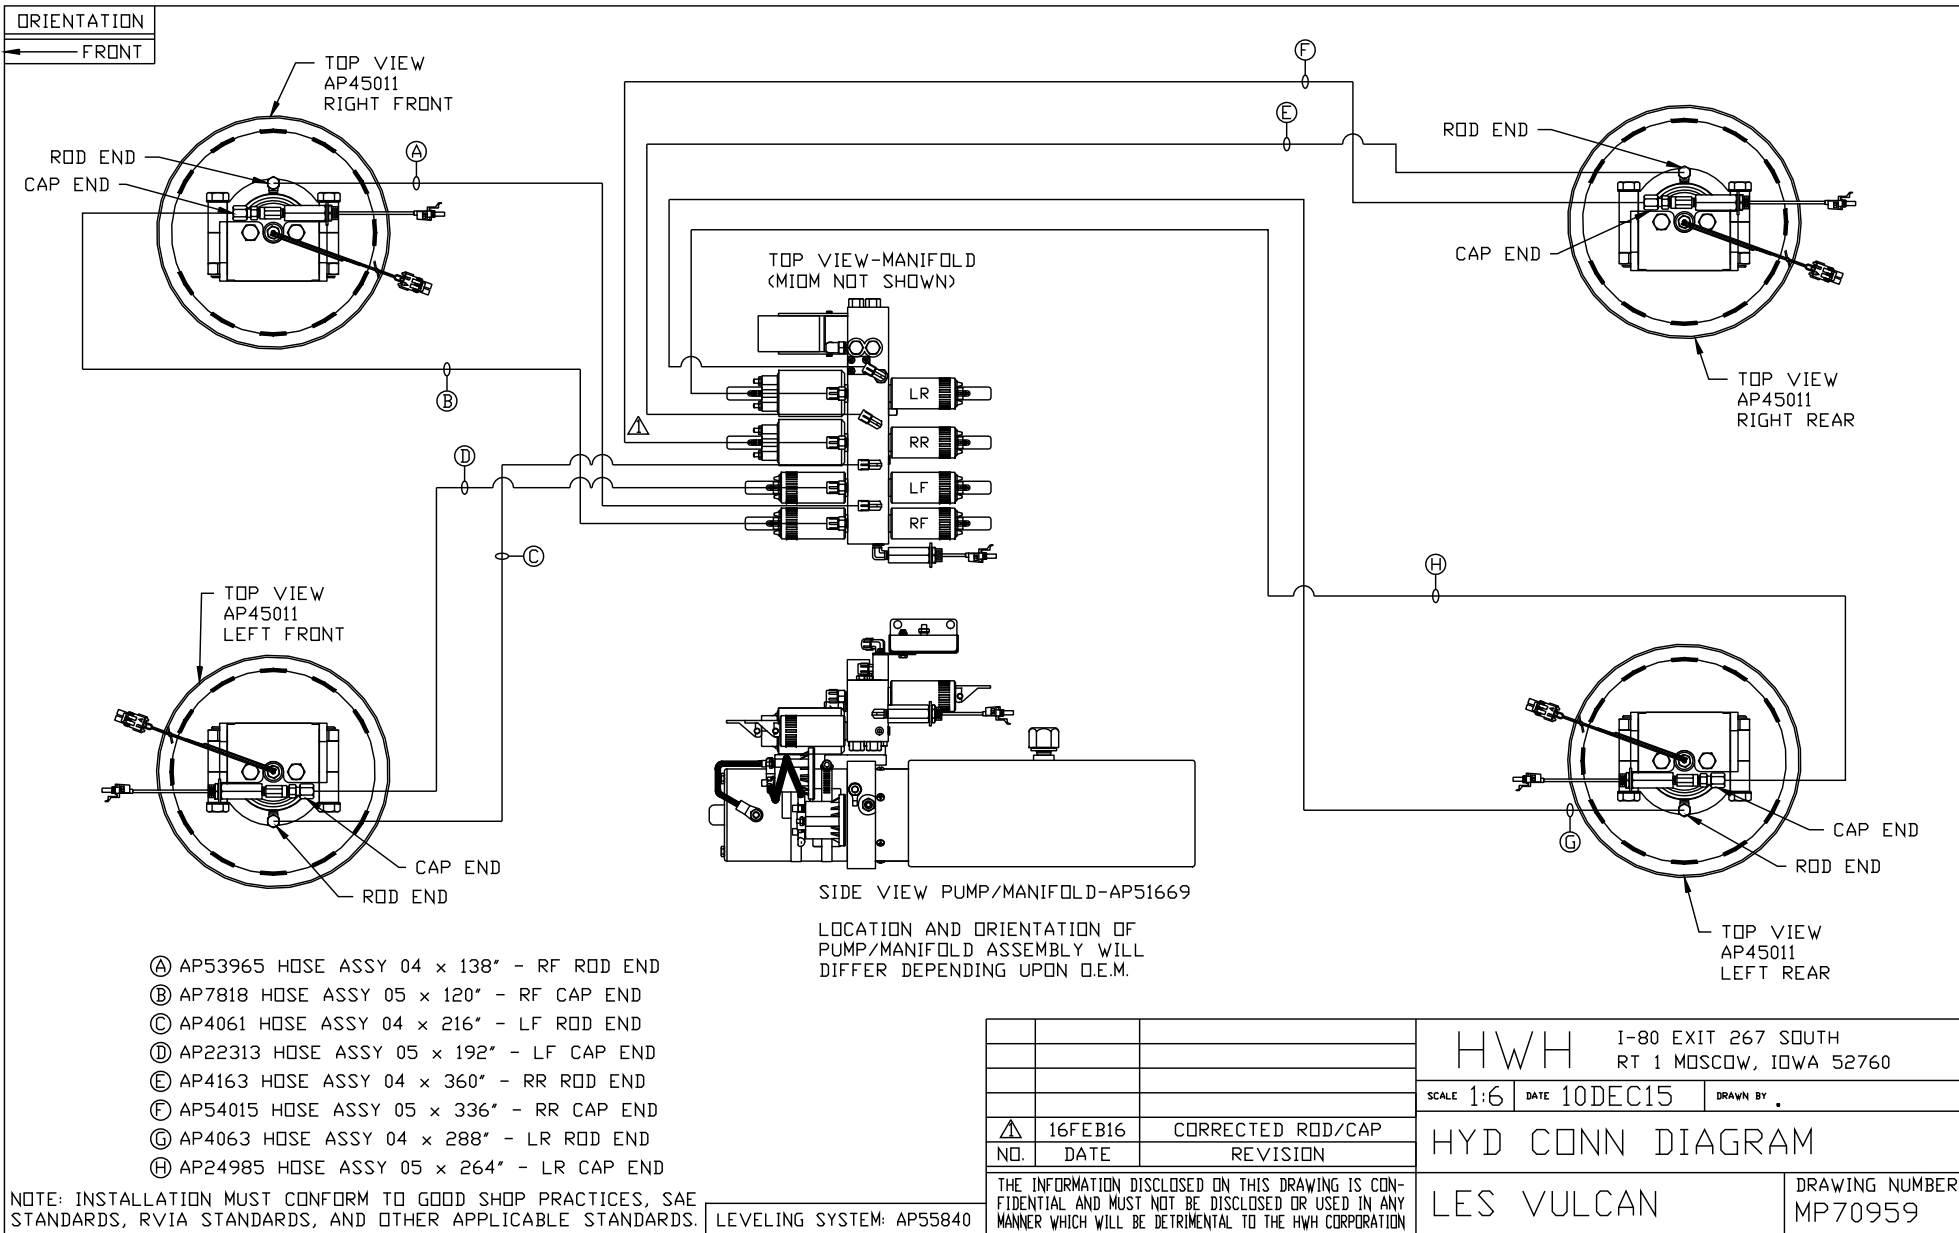 ORIENTATION
FRONT
TOP VIEW
AP45011
RIGHT FRONT
ROD END
CAP END
A
B
F
E
ROD END
CAP END
TOP VIEW
AP45011
RIGHT REAR
TOP VIEW-MANIFOLD
(MIOM NOT SHOWN)
LR
RR
LF
RF
1
D
C
H
TOP VIEW
AP45011
LEFT FRONT
CAP END
ROD END
G
CAP END
ROD END
TOP VIEW
AP45011
LEFT REAR
SIDE VIEW PUMP/MANIFOLD-AP51669
LOCATION AND ORIENTATION OF
PUMP/MANIFOLD ASSEMBLY WILL
DIFFER DEPENDING UPON O.E.M.
A AP53965 HOSE ASSY 04 x 138" - RF ROD END
B AP7818 HOSE ASSY 05 x 120" - RF CAP END
C AP4061 HOSE ASSY 04 x 216" - LF ROD END
D AP22313 HOSE ASSY 05 x 192" - LF CAP END
E AP4163 HOSE ASSY 04 x 360" - RR ROD END
F AP54015 HOSE ASSY 05 x 336" - RR CAP END
G AP4063 HOSE ASSY 04 x 288" - LR ROD END
H AP24985 HOSE ASSY 05 x 264" - LR CAP END
NOTE: INSTALLATION MUST CONFORM TO GOOD SHOP PRACTICES, SAE
STANDARDS, RVIA STANDARDS, AND OTHER APPLICABLE STANDARDS.
LEVELING SYSTEM: AP55840
1 16FEB16 CORRECTED ROD/CAP
NO. DATE REVISION
THE INFORMATION DISCLOSED ON THIS DRAWING IS CON-
FIDENTIAL AND MUST NOT BE DISCLOSED OR USED IN ANY
MANNER WHICH WILL BE DETRIMENTAL TO THE HWH CORPORATION
HWH
I-80 EXIT 267 SOUTH
RT 1 MOSCOW, IOWA 52760
SCALE 1:6 DATE 10DEC15 DRAWN BY .
HYD CONN DIAGRAM
LES VULCAN
DRAWING NUMBER
MP70959